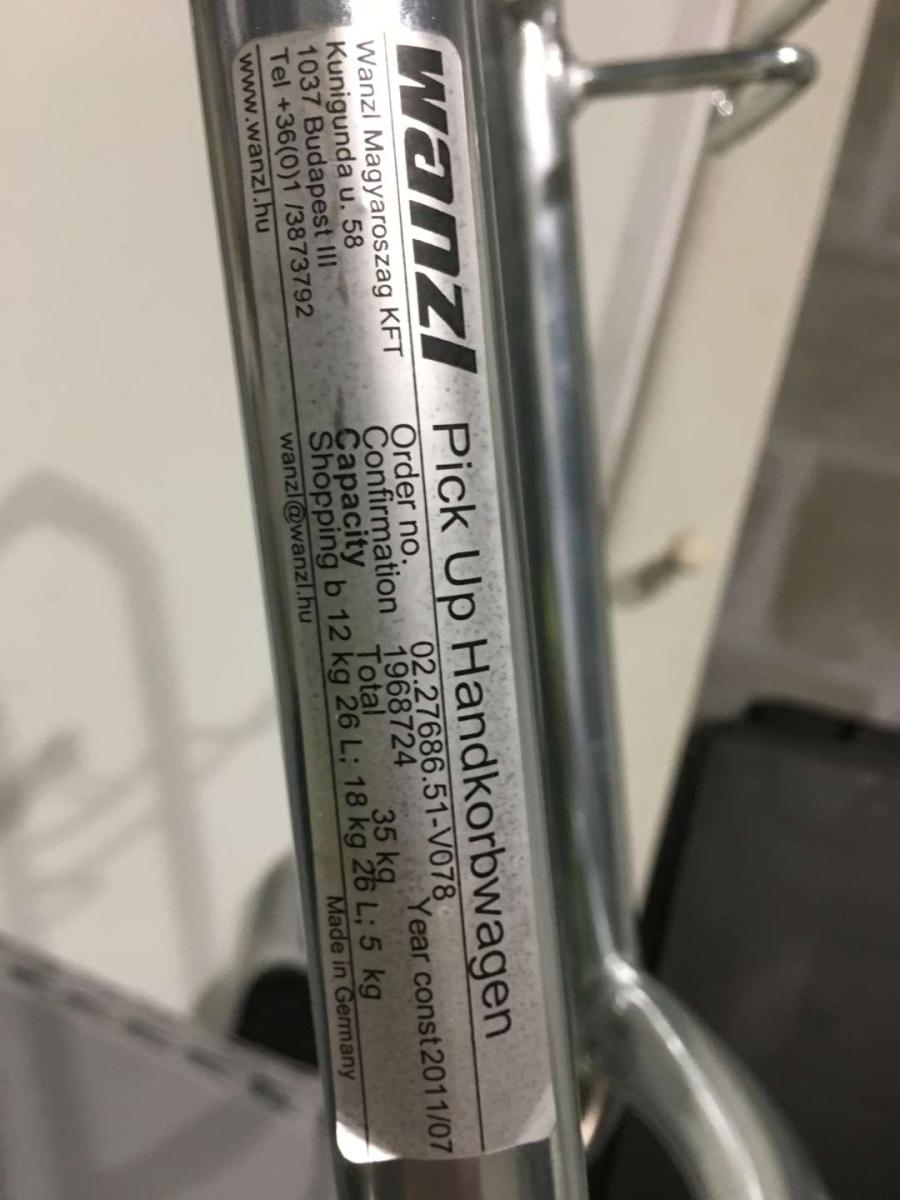 wanzl Pick Up Handkorbwagen
Wanzl Magyaroszag KFT
Kunigunda u. 58
1037 Budapest III
Tel +36(0)1 /3873792
www.wanzl.hu
Order no. 02.27686.51-V078 Year const2011/07
Confirmation 1968724
Capacity Total 35 kg
Shopping b 12 kg 26 L; 18 kg 26 L; 5 kg
wanzl@wanzl.hu Made in Germany